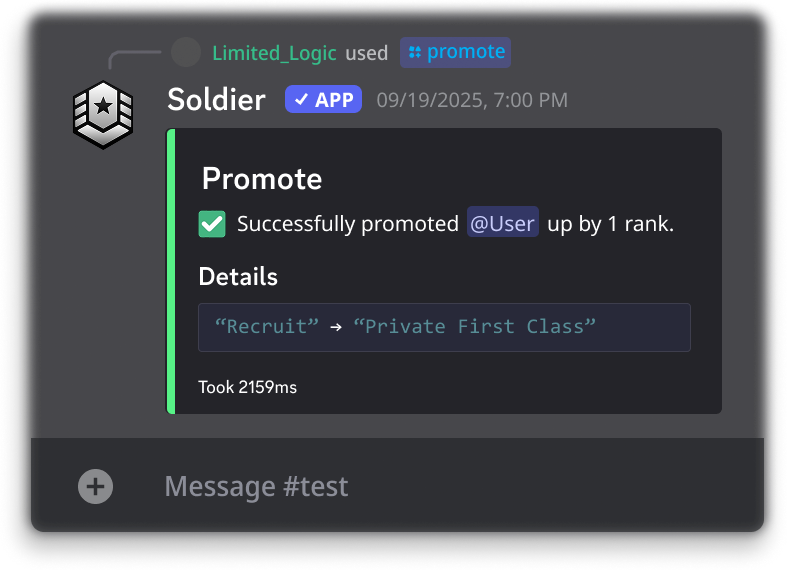 Limited_Logic used promote
Soldier ✓ APP 09/19/2025, 7:00 PM
Promote
✅ Successfully promoted @User up by 1 rank.
Details
“Recruit” → “Private First Class”
Took 2159ms
Message #test